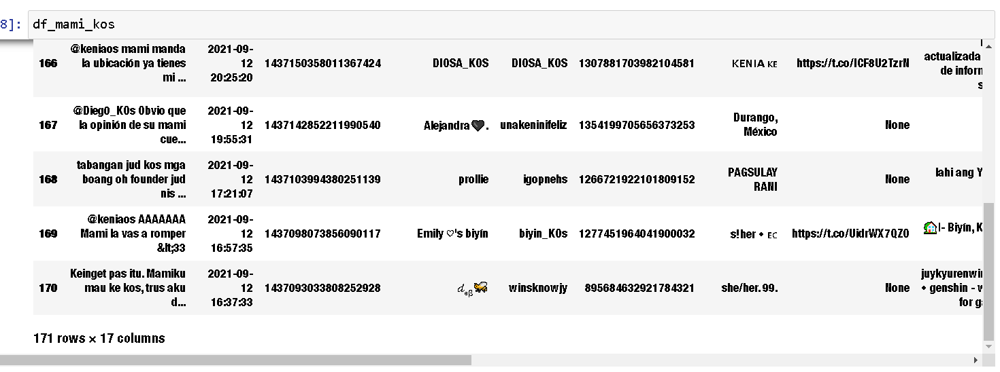 8]: df_mami_kos
166 @keniaos mami manda la ubicación ya tienes mi ... 2021-09-12 20:25:20 1437150358011367424 DIOSA_KOS DIOSA_KOS 1307881703982104581 KENIA KE https://t.co/ICF8U2TzrN actualizada de inforn s
167 @Dieg0_K0s Obvio que la opinión de su mami cue... 2021-09-12 19:55:31 1437142852211990540 Alejandra🖤. unakeninifeliz 1354199705656373253 Durango, México None
168 tabangan jud kos mga boang oh founder jud nis ... 2021-09-12 17:21:07 1437103994380251139 prollie igopnehs 1266721922101809152 PAGSULAY RANI None lahi ang Y
169 @keniaos AAAAAAA Mami la vas a romper &lt;33 2021-09-12 16:57:35 1437098073856090117 Emily ♡'s biyín biyin_K0s 1277451964041900032 s!her • EC https://t.co/UidrWX7QZ0 🏡|- Biyín, K
170 Keinget pas itu. Mamiku mau ke kos, trus aku d... 2021-09-12 16:37:33 1437093033808252928 winsknowjy 895684632921784321 she/her. 99. None juykyurenwin • genshin - w for ga
171 rows × 17 columns